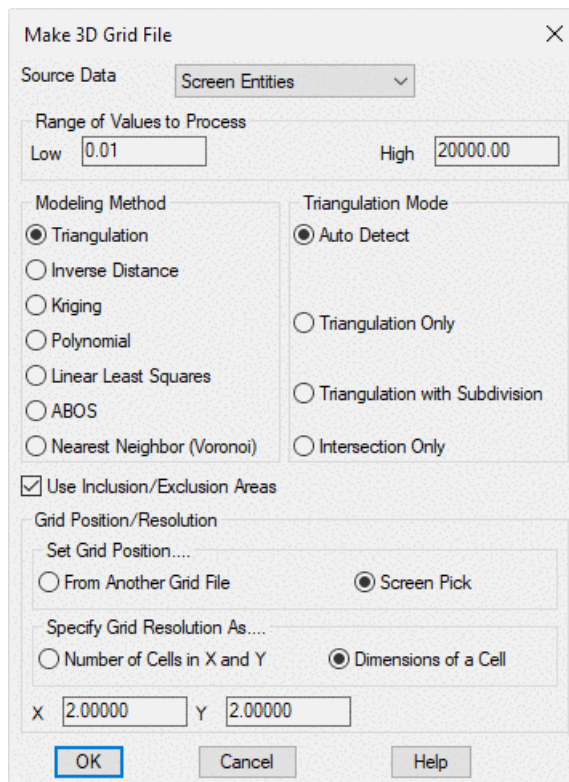 Make 3D Grid File
Source Data Screen Entities
Range of Values to Process
Low 0.01 High 20000.00
Modeling Method
Triangulation
Inverse Distance
Kriging
Polynomial
Linear Least Squares
ABOS
Nearest Neighbor (Voronoi)
Triangulation Mode
Auto Detect
Triangulation Only
Triangulation with Subdivision
Intersection Only
Use Inclusion/Exclusion Areas
Grid Position/Resolution
Set Grid Position....
From Another Grid File Screen Pick
Specify Grid Resolution As....
Number of Cells in X and Y Dimensions of a Cell
X 2.00000 Y 2.00000
OK Cancel Help